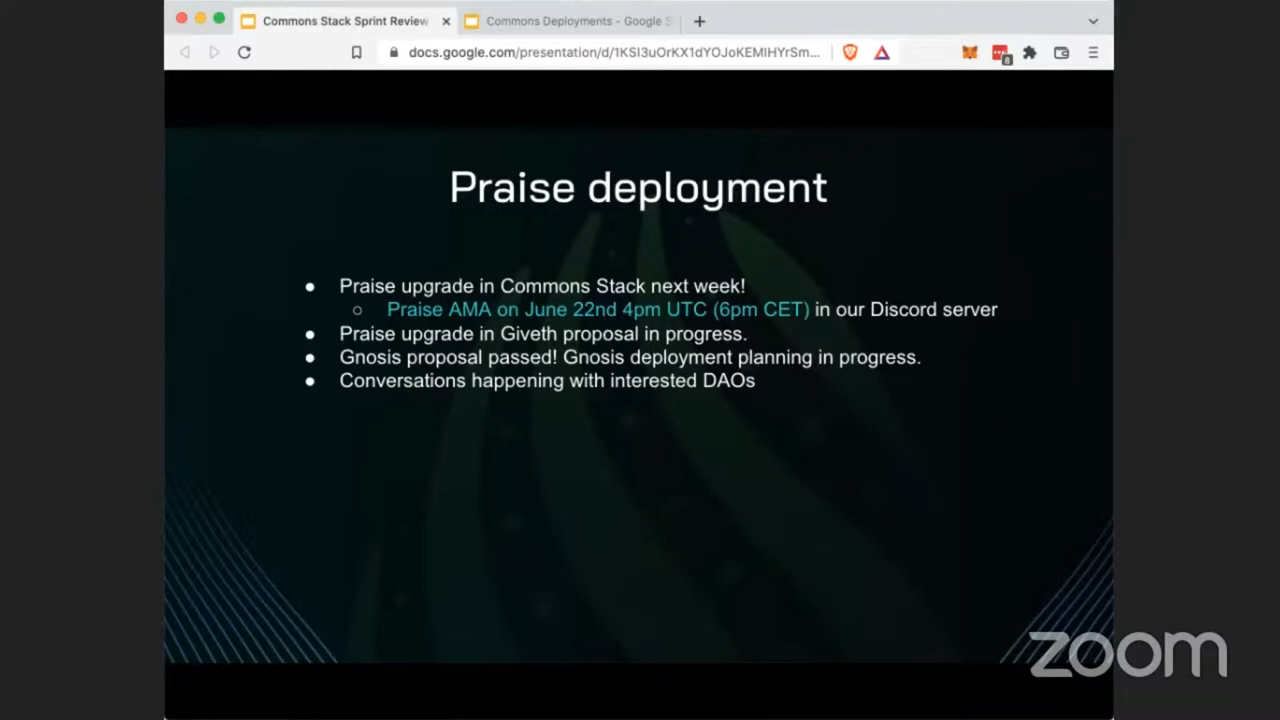 Commons Stack Sprint Review
Commons Deployments - Google S
docs.google.com/presentation/d/1KSI3uOrKX1dYOJoKEMIHYrSm...
8
Praise deployment
Praise upgrade in Commons Stack next week!
Praise AMA on June 22nd 4pm UTC (6pm CET) in our Discord server
Praise upgrade in Giveth proposal in progress.
Gnosis proposal passed! Gnosis deployment planning in progress.
Conversations happening with interested DAOs
zoom